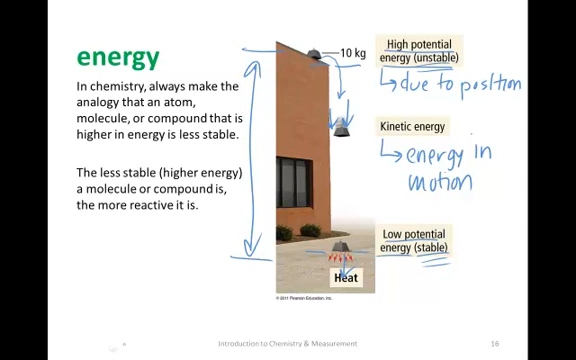 energy
In chemistry, always make the
analogy that an atom,
molecule, or compound that is
higher in energy is less stable.
The less stable (higher energy)
a molecule or compound is,
the more reactive it is.
10 kg
High potential
energy (unstable)
due to position
Kinetic energy
energy in
motion
Low potential
energy (stable)
Heat
© 2011 Pearson Education, Inc.
Introduction to Chemistry & Measurement
16